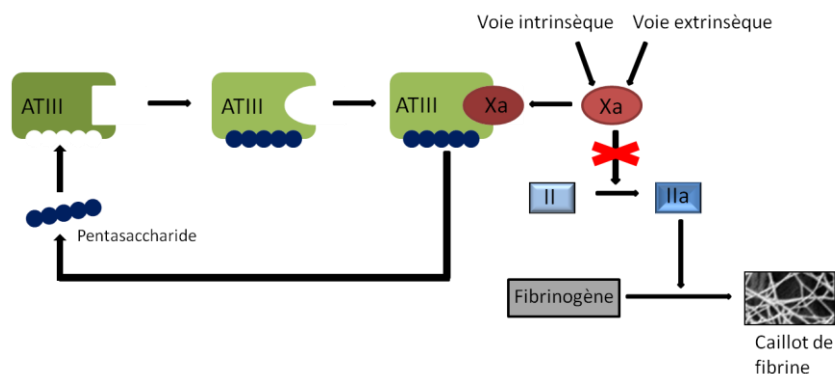 Voie intrinsèque
Voie extrinsèque
ATIII
ATIII
ATIII
Xa
Xa
Pentasaccharide
II
IIa
Fibrinogène
Caillot de
fibrine